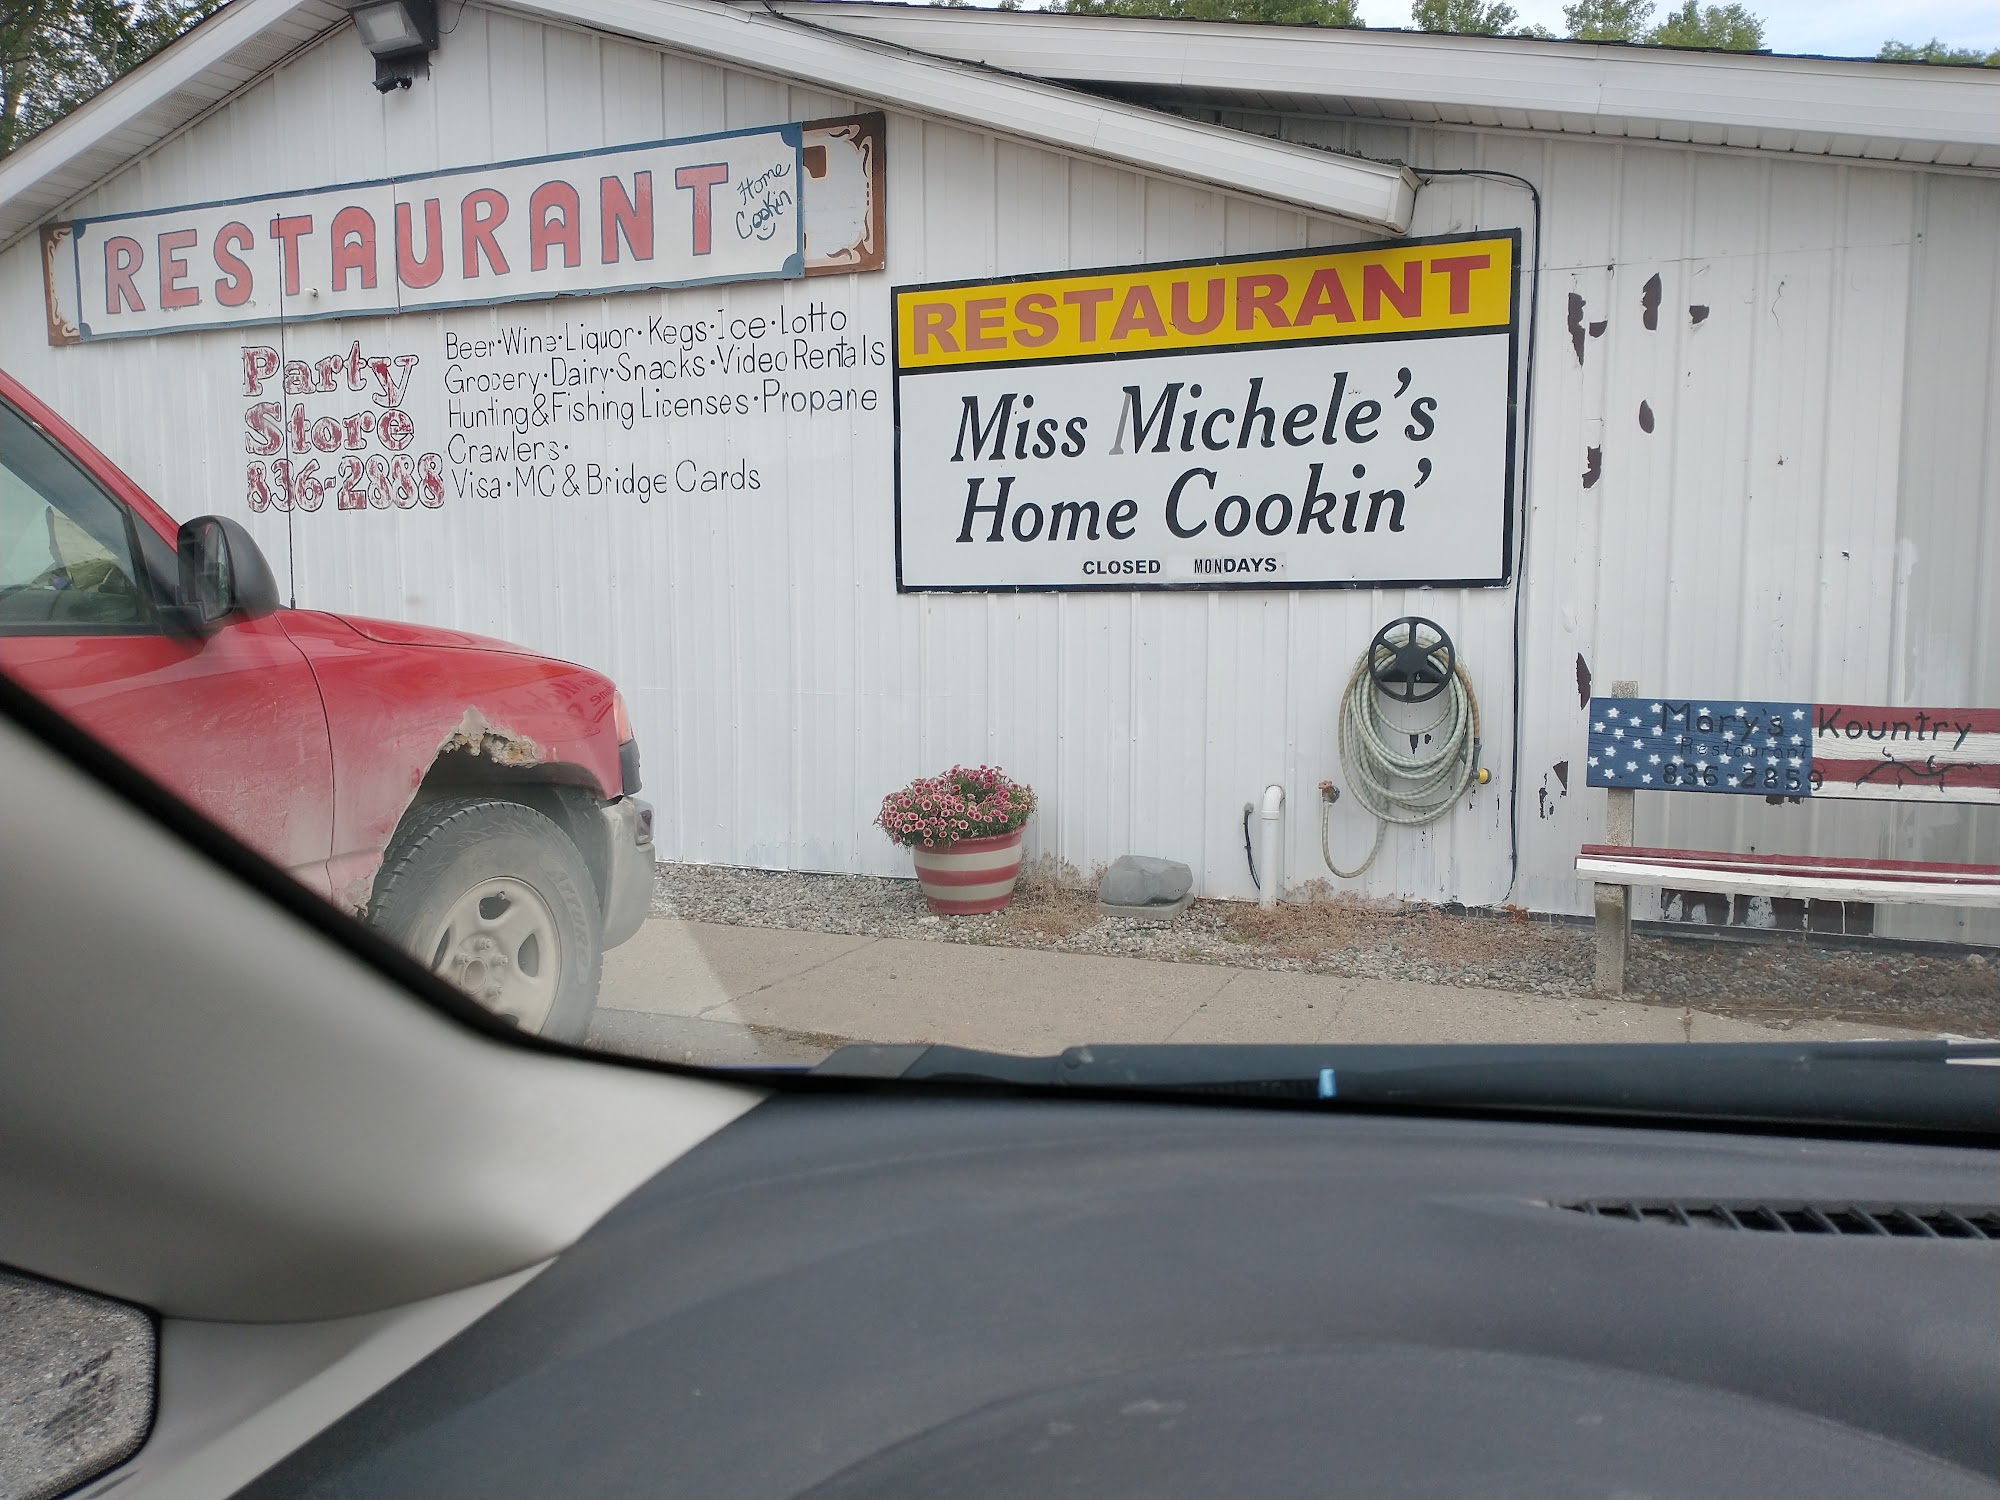 RESTAURANT
Home
Cookin
Party
Store
836-2888
Beer·Wine·Liquor·Kegs·Ice·Lotto
Grocery·Dairy·Snacks·Video Rentals
Hunting&Fishing Licenses·Propane
Crawlers·
Visa·MC & Bridge Cards
RESTAURANT
Miss Michele's
Home Cookin'
CLOSED MONDAYS
Mary's Kountry
Restaurant
836-2859